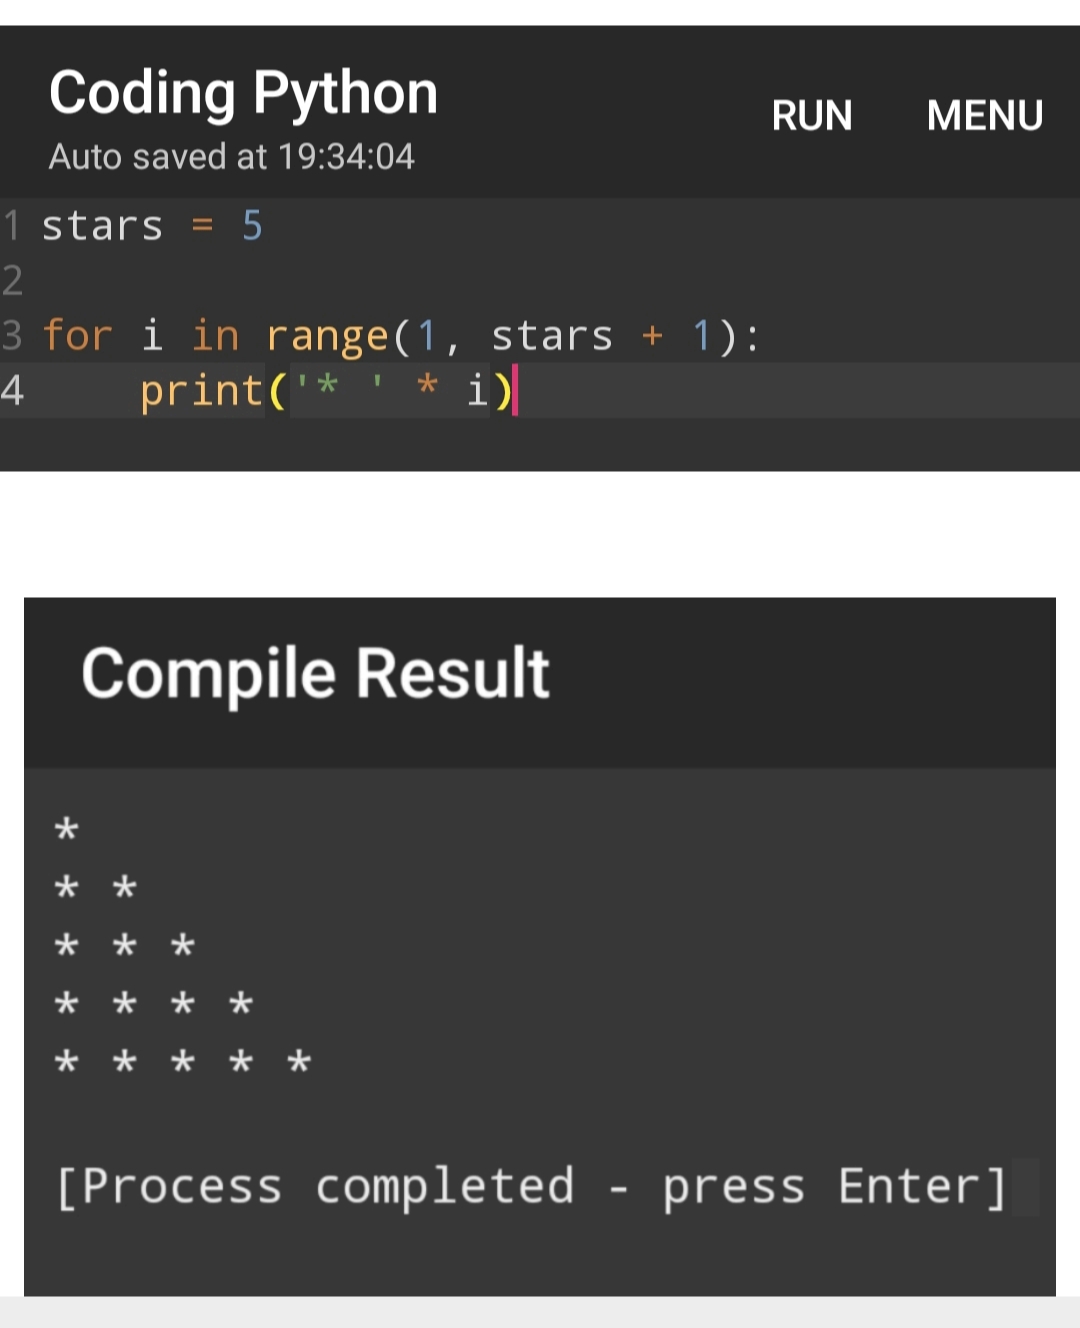 Coding Python
RUN MENU
Auto saved at 19:34:04
1 stars = 5
2
3 for i in range(1, stars + 1):
4     print('* ' * i)
Compile Result
*
* *
* * *
* * * *
* * * * *
[Process completed - press Enter]